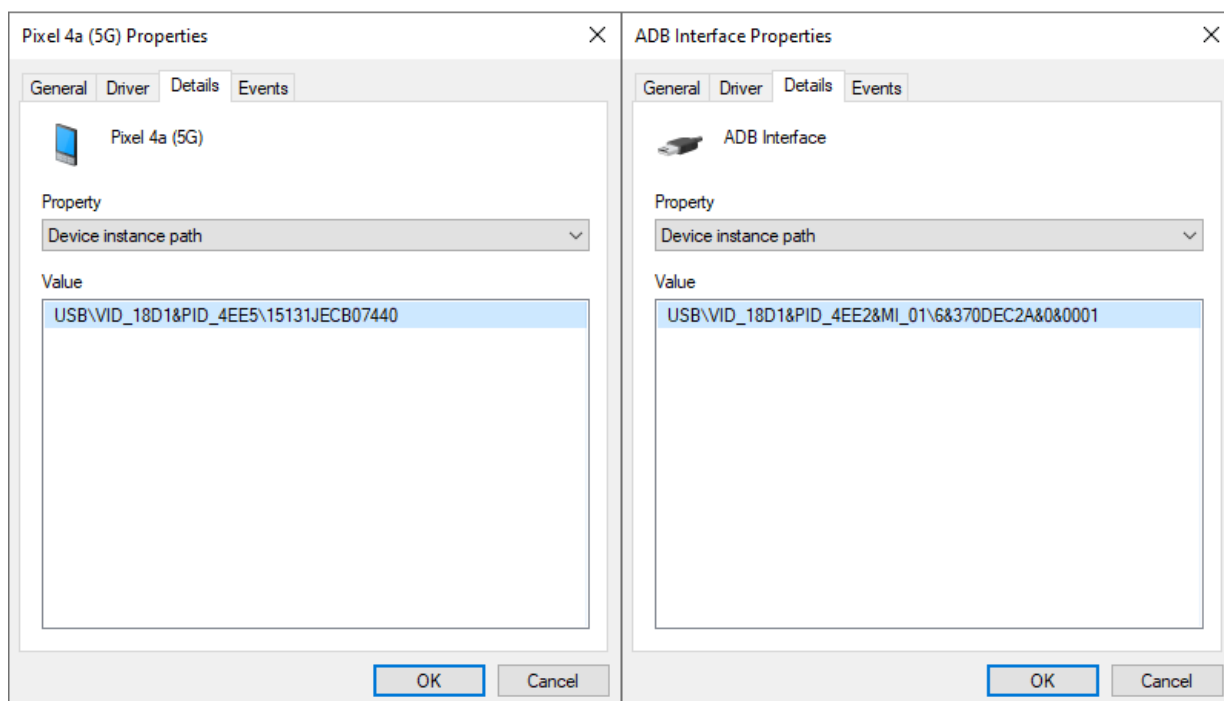 Pixel 4a (5G) Properties
General Driver Details Events
Pixel 4a (5G)
Property
Device instance path
Value
USB\VID_18D1&PID_4EE5\15131JECB07440
OK Cancel
ADB Interface Properties
General Driver Details Events
ADB Interface
Property
Device instance path
Value
USB\VID_18D1&PID_4EE2&MI_01\6&370DEC2A&0&0001
OK Cancel